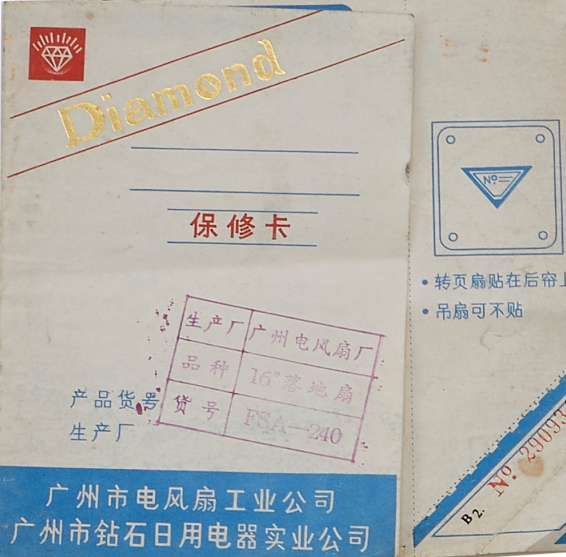 Diamond
保修卡
生产厂 广州电风扇厂
品种 16"落地扇
货号 FSA—240
产品货号
生产厂
广州市电风扇工业公司
广州市钻石日用电器实业公司
No=
•转页扇贴在后帘
•吊扇可不贴
No. 29093
B2.